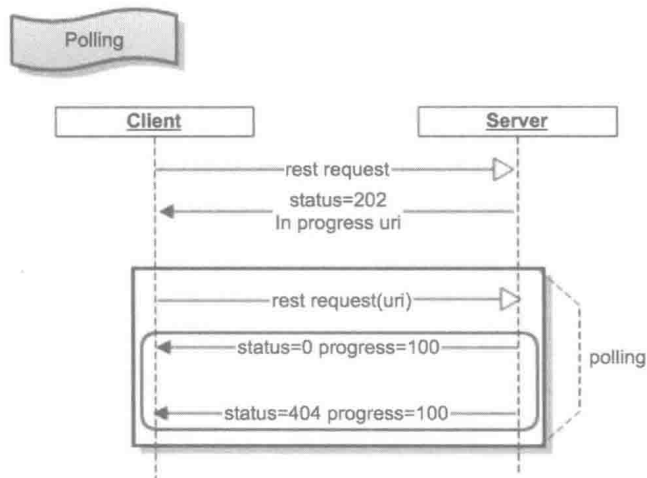 Polling
Client
Server
rest request
status=202
In progress uri
rest request(uri)
status=0 progress=100
polling
status=404 progress=100